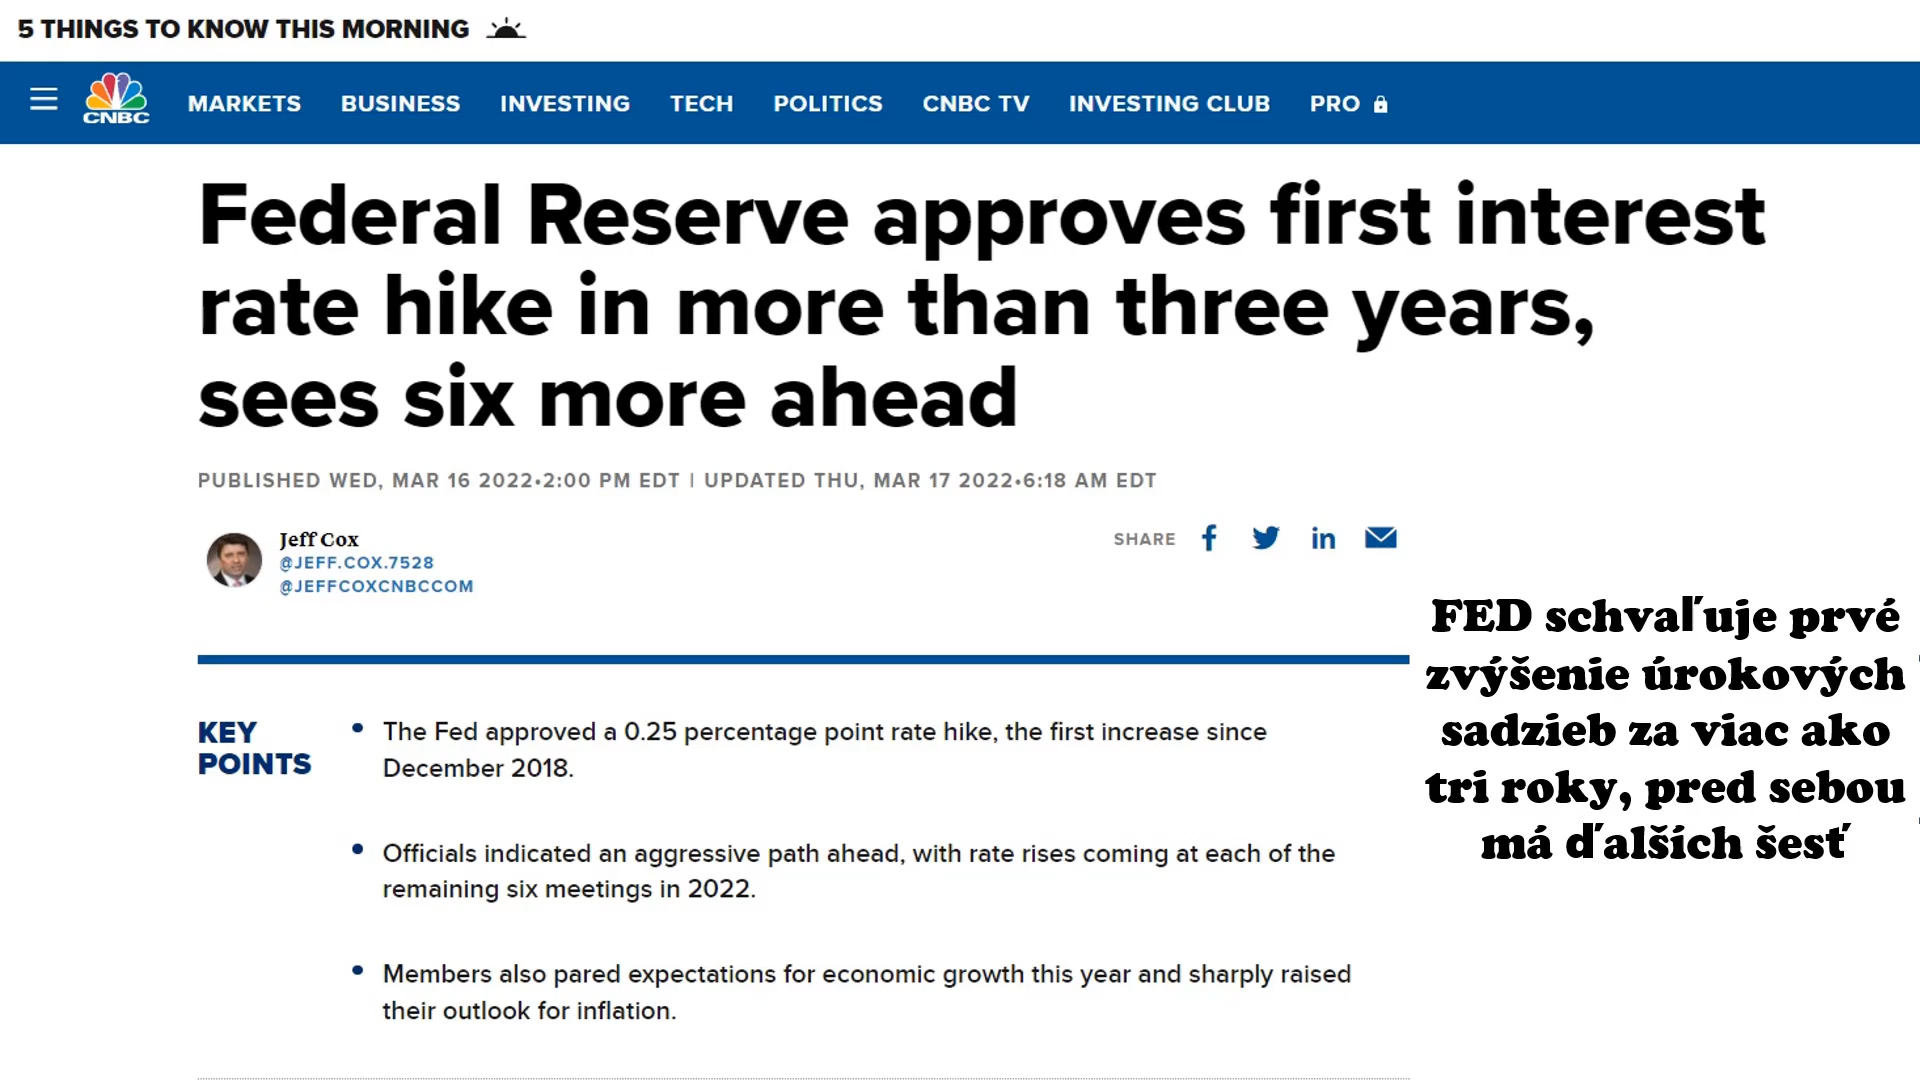 5 THINGS TO KNOW THIS MORNING
CNBC
MARKETS BUSINESS INVESTING TECH POLITICS CNBC TV INVESTING CLUB PRO
Federal Reserve approves first interest
rate hike in more than three years,
sees six more ahead
PUBLISHED WED, MAR 16 2022•2:00 PM EDT | UPDATED THU, MAR 17 2022•6:18 AM EDT
Jeff Cox
@JEFF.COX.7528
@JEFFCOXCNBCCOM
SHARE
KEY
POINTS
• The Fed approved a 0.25 percentage point rate hike, the first increase since
December 2018.
• Officials indicated an aggressive path ahead, with rate rises coming at each of the
remaining six meetings in 2022.
• Members also pared expectations for economic growth this year and sharply raised
their outlook for inflation.
FED schvaľuje prvé
zvýšenie úrokových
sadzieb za viac ako
tri roky, pred sebou
má ďalších šesť